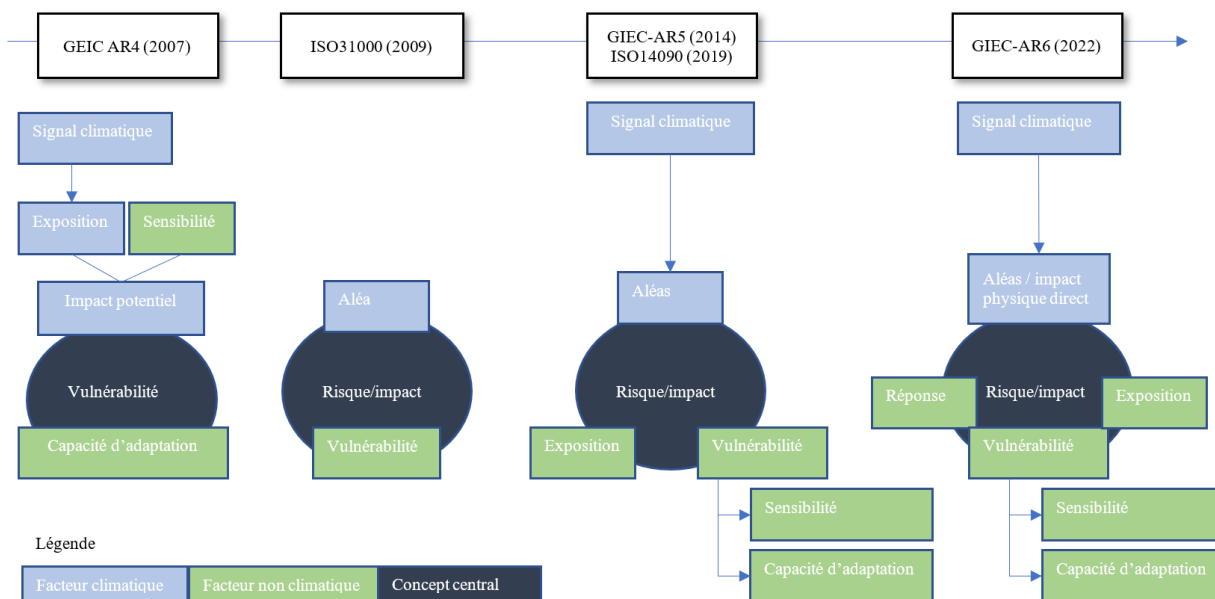 GEIC AR4 (2007)
ISO31000 (2009)
GIEC-AR5 (2014)
ISO14090 (2019)
GIEC-AR6 (2022)
Signal climatique
Exposition
Sensibilité
Impact potentiel
Vulnérabilité
Capacité d’adaptation
Aléa
Risque/impact
Vulnérabilité
Signal climatique
Aléas
Risque/impact
Exposition
Vulnérabilité
Sensibilité
Capacité d’adaptation
Signal climatique
Aléas / impact
physique direct
Réponse
Risque/impact
Exposition
Vulnérabilité
Sensibilité
Capacité d’adaptation
Légende
Facteur climatique
Facteur non climatique
Concept central